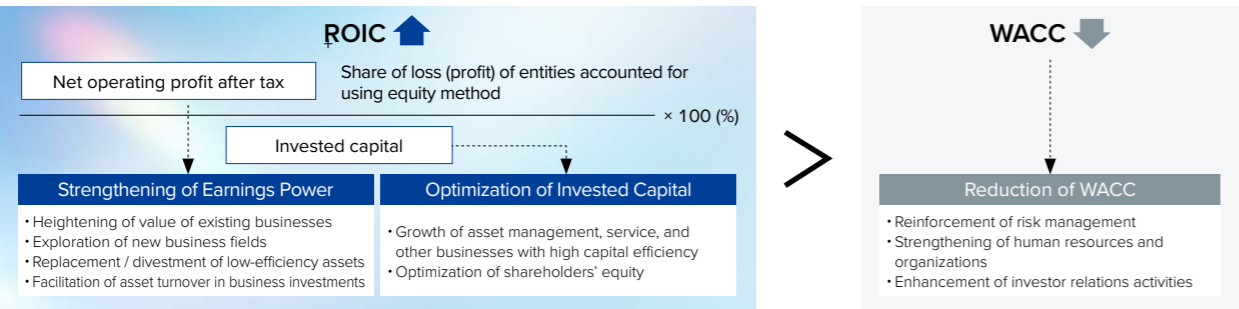 ROIC
Net operating profit after tax
+
Share of loss (profit) of entities accounted for
using equity method
× 100 (%)
Invested capital
Strengthening of Earnings Power
• Heightening of value of existing businesses
• Exploration of new business fields
• Replacement / divestment of low-efficiency assets
• Facilitation of asset turnover in business investments
Optimization of Invested Capital
• Growth of asset management, service, and
other businesses with high capital efficiency
• Optimization of shareholders’ equity
>
WACC
Reduction of WACC
• Reinforcement of risk management
• Strengthening of human resources and
organizations
• Enhancement of investor relations activities